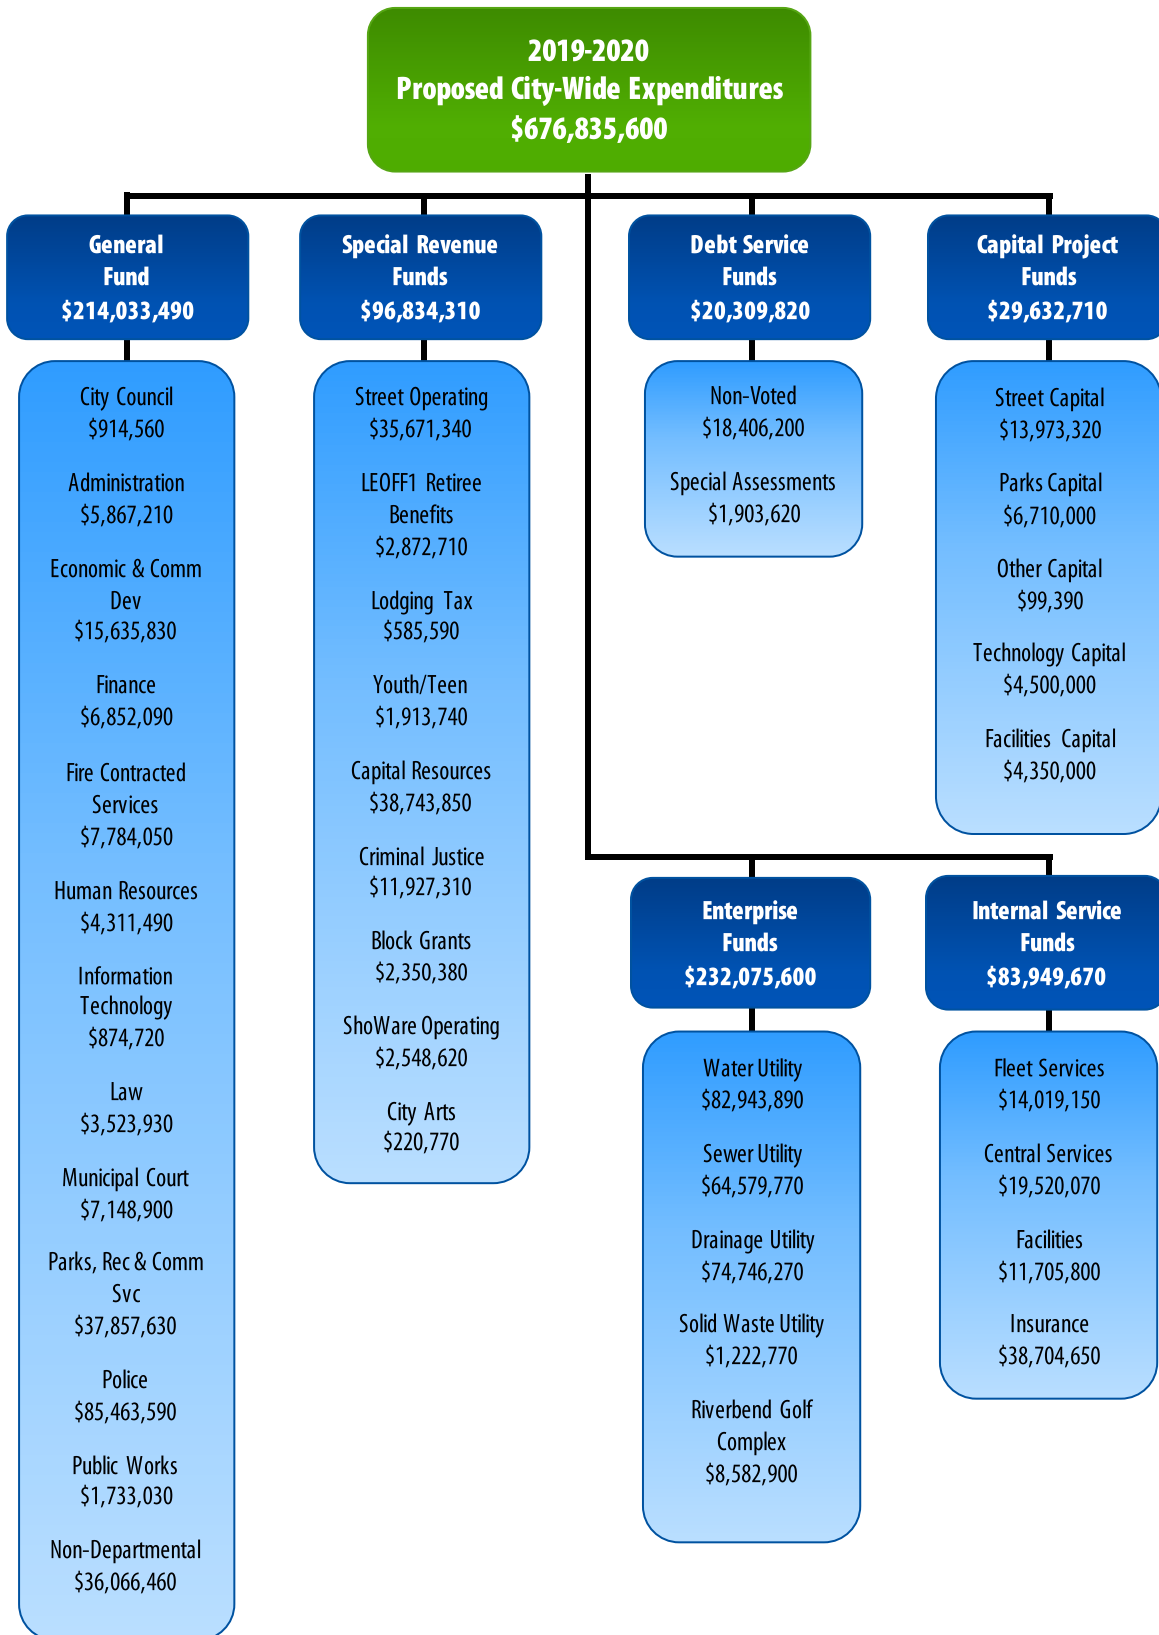 2019-2020
Proposed City-Wide Expenditures
$676,835,600
General
Fund
$214,033,490
City Council
$914,560
Administration
$5,867,210
Economic & Comm
Dev
$15,635,830
Finance
$6,852,090
Fire Contracted
Services
$7,784,050
Human Resources
$4,311,490
Information
Technology
$874,720
Law
$3,523,930
Municipal Court
$7,148,900
Parks, Rec & Comm
Svc
$37,857,630
Police
$85,463,590
Public Works
$1,733,030
Non-Departmental
$36,066,460
Special Revenue
Funds
$96,834,310
Street Operating
$35,671,340
LEOFF1 Retiree
Benefits
$2,872,710
Lodging Tax
$585,590
Youth/Teen
$1,913,740
Capital Resources
$38,743,850
Criminal Justice
$11,927,310
Block Grants
$2,350,380
ShoWare Operating
$2,548,620
City Arts
$220,770
Debt Service
Funds
$20,309,820
Non-Voted
$18,406,200
Special Assessments
$1,903,620
Capital Project
Funds
$29,632,710
Street Capital
$13,973,320
Parks Capital
$6,710,000
Other Capital
$99,390
Technology Capital
$4,500,000
Facilities Capital
$4,350,000
Enterprise
Funds
$232,075,600
Water Utility
$82,943,890
Sewer Utility
$64,579,770
Drainage Utility
$74,746,270
Solid Waste Utility
$1,222,770
Riverbend Golf
Complex
$8,582,900
Internal Service
Funds
$83,949,670
Fleet Services
$14,019,150
Central Services
$19,520,070
Facilities
$11,705,800
Insurance
$38,704,650